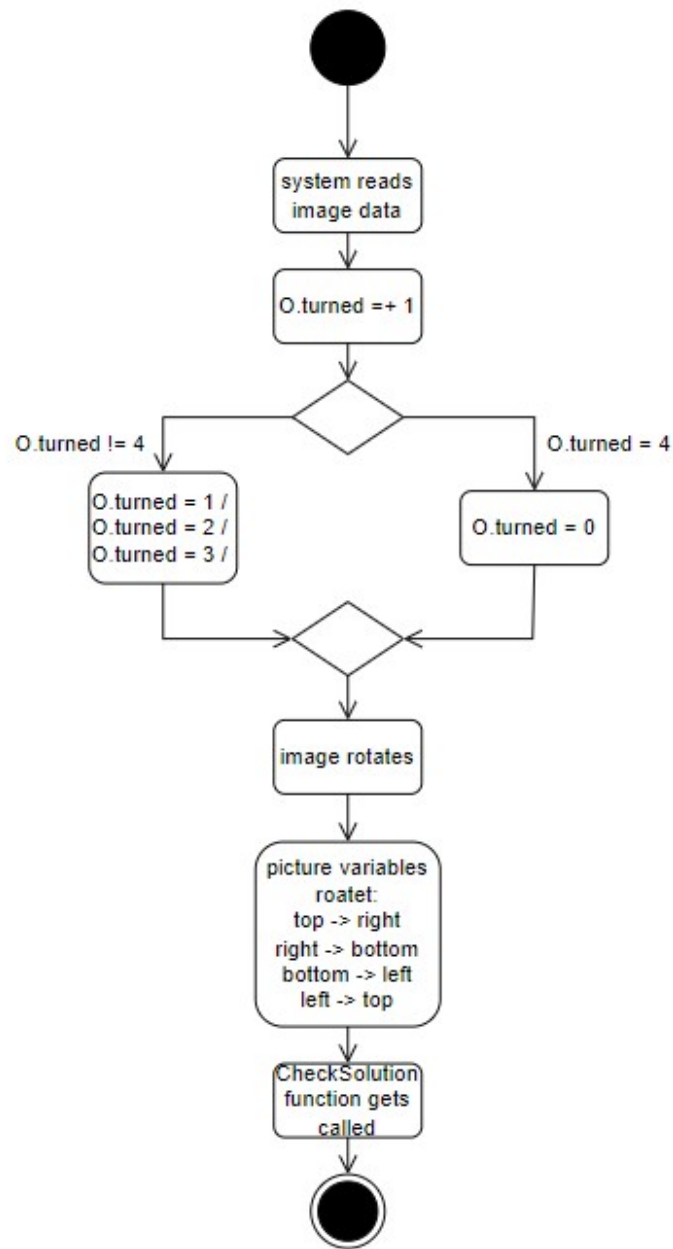 system reads
image data
O.turned =+ 1
O.turned != 4
O.turned = 4
O.turned = 1 /
O.turned = 2 /
O.turned = 3 /
O.turned = 0
image rotates
picture variables
roatet:
top -> right
right -> bottom
bottom -> left
left -> top
CheckSolution
function gets
called